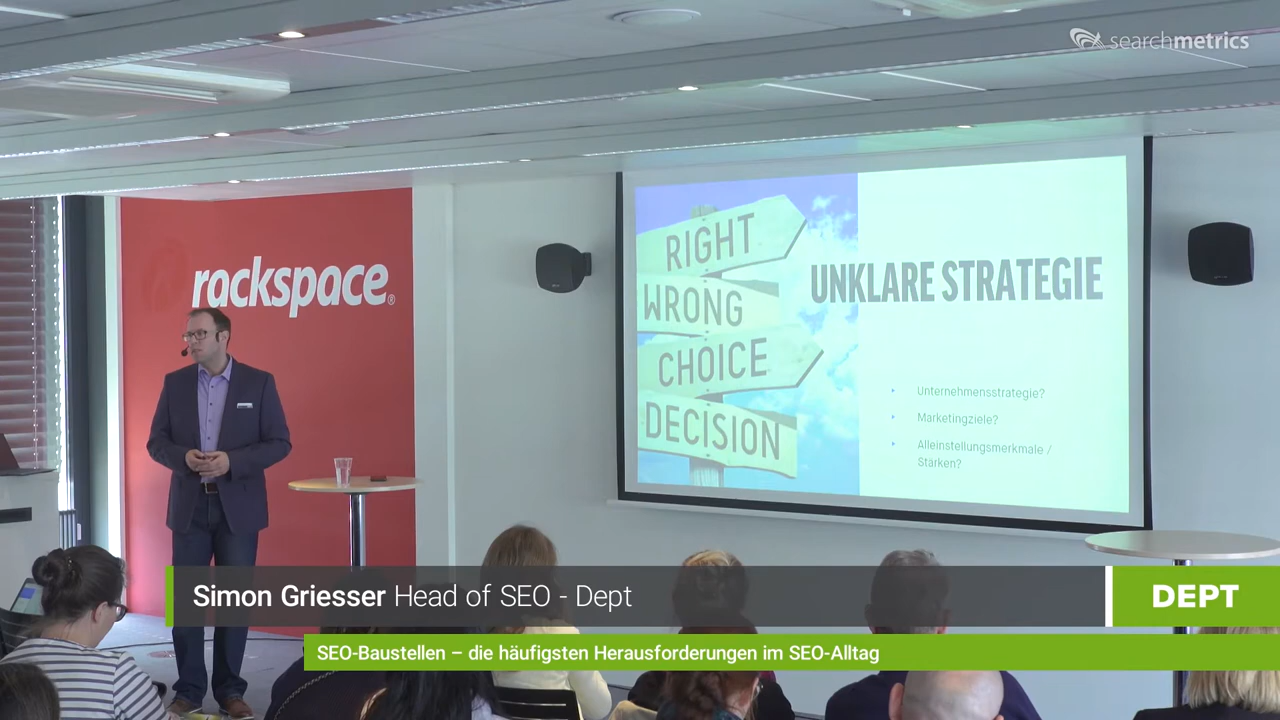 searchmetrics
rackspace®
RIGHT
WRONG
CHOICE
DECISION
UNKLARE STRATEGIE
Unternehmensstrategie?
Marketingziele?
Alleinstellungsmerkmale /
Stärken?
Simon Griesser Head of SEO - Dept
DEPT
SEO-Baustellen – die häufigsten Herausforderungen im SEO-Alltag